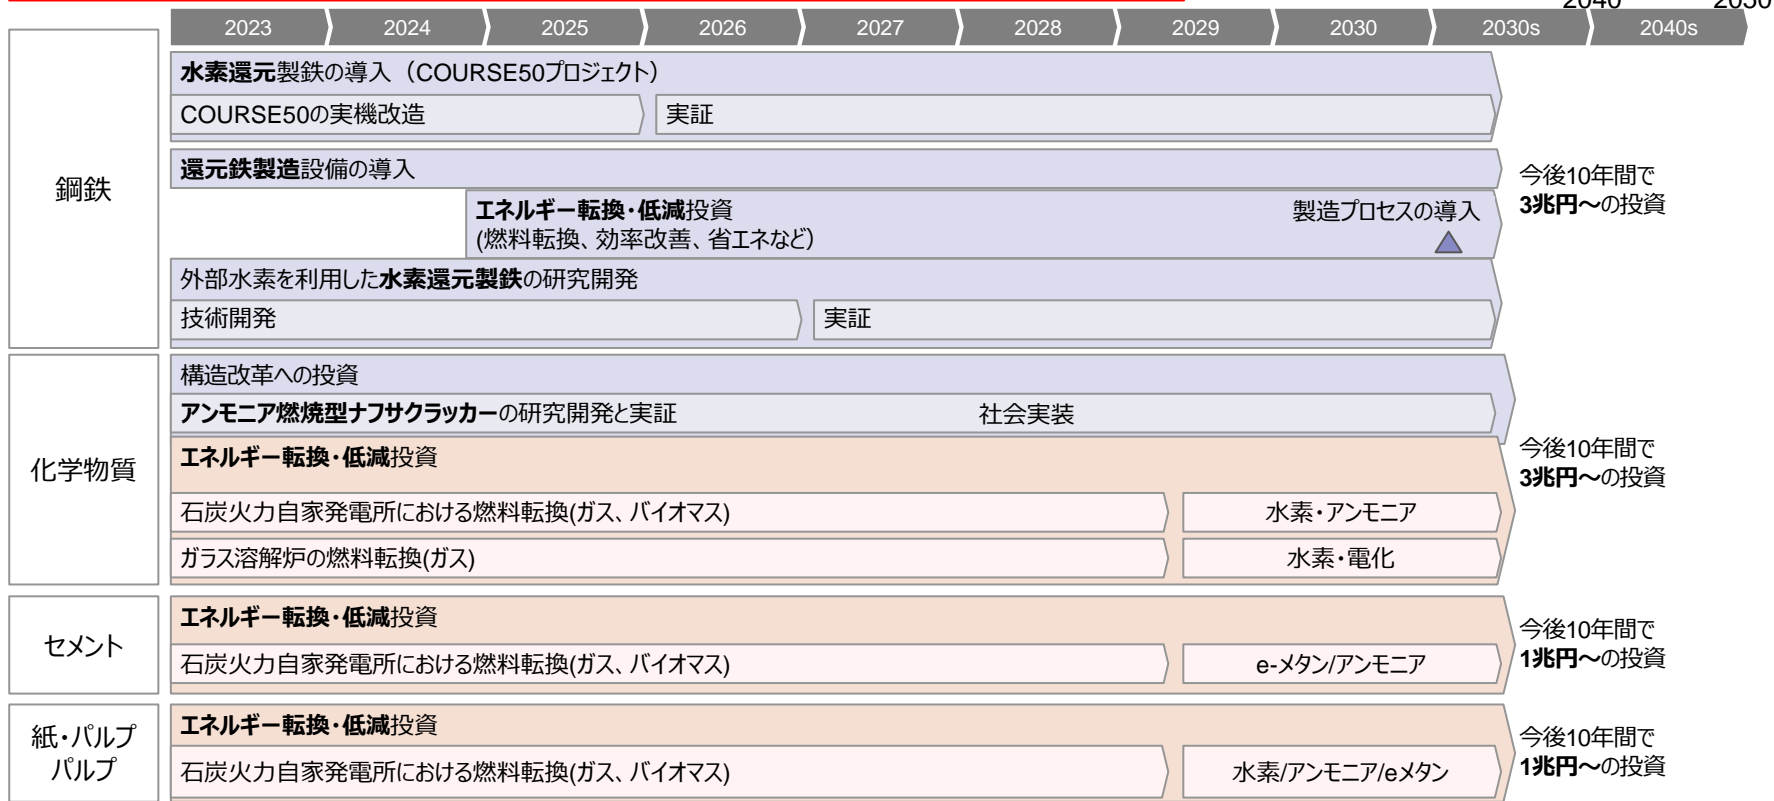 2040 2050
2023 2024 2025 2026 2027 2028 2029 2030 2030s 2040s
鋼鉄
水素還元製鉄の導入（COURSE50プロジェクト）
COURSE50の実機改造 実証
還元鉄製造設備の導入
エネルギー転換・低減投資 製造プロセスの導入
(燃料転換、効率改善、省エネなど)
外部水素を利用した水素還元製鉄の研究開発
技術開発 実証
今後10年間で
3兆円～の投資
化学物質
構造改革への投資
アンモニア燃焼型ナフサクラッカーの研究開発と実証 社会実装
エネルギー転換・低減投資
石炭火力自家発電所における燃料転換(ガス、バイオマス) 水素・アンモニア
ガラス溶解炉の燃料転換(ガス) 水素・電化
今後10年間で
3兆円～の投資
セメント
エネルギー転換・低減投資
石炭火力自家発電所における燃料転換(ガス、バイオマス) e-メタン/アンモニア
今後10年間で
1兆円～の投資
紙・パルプ
パルプ
エネルギー転換・低減投資
石炭火力自家発電所における燃料転換(ガス、バイオマス) 水素/アンモニア/eメタン
今後10年間で
1兆円～の投資